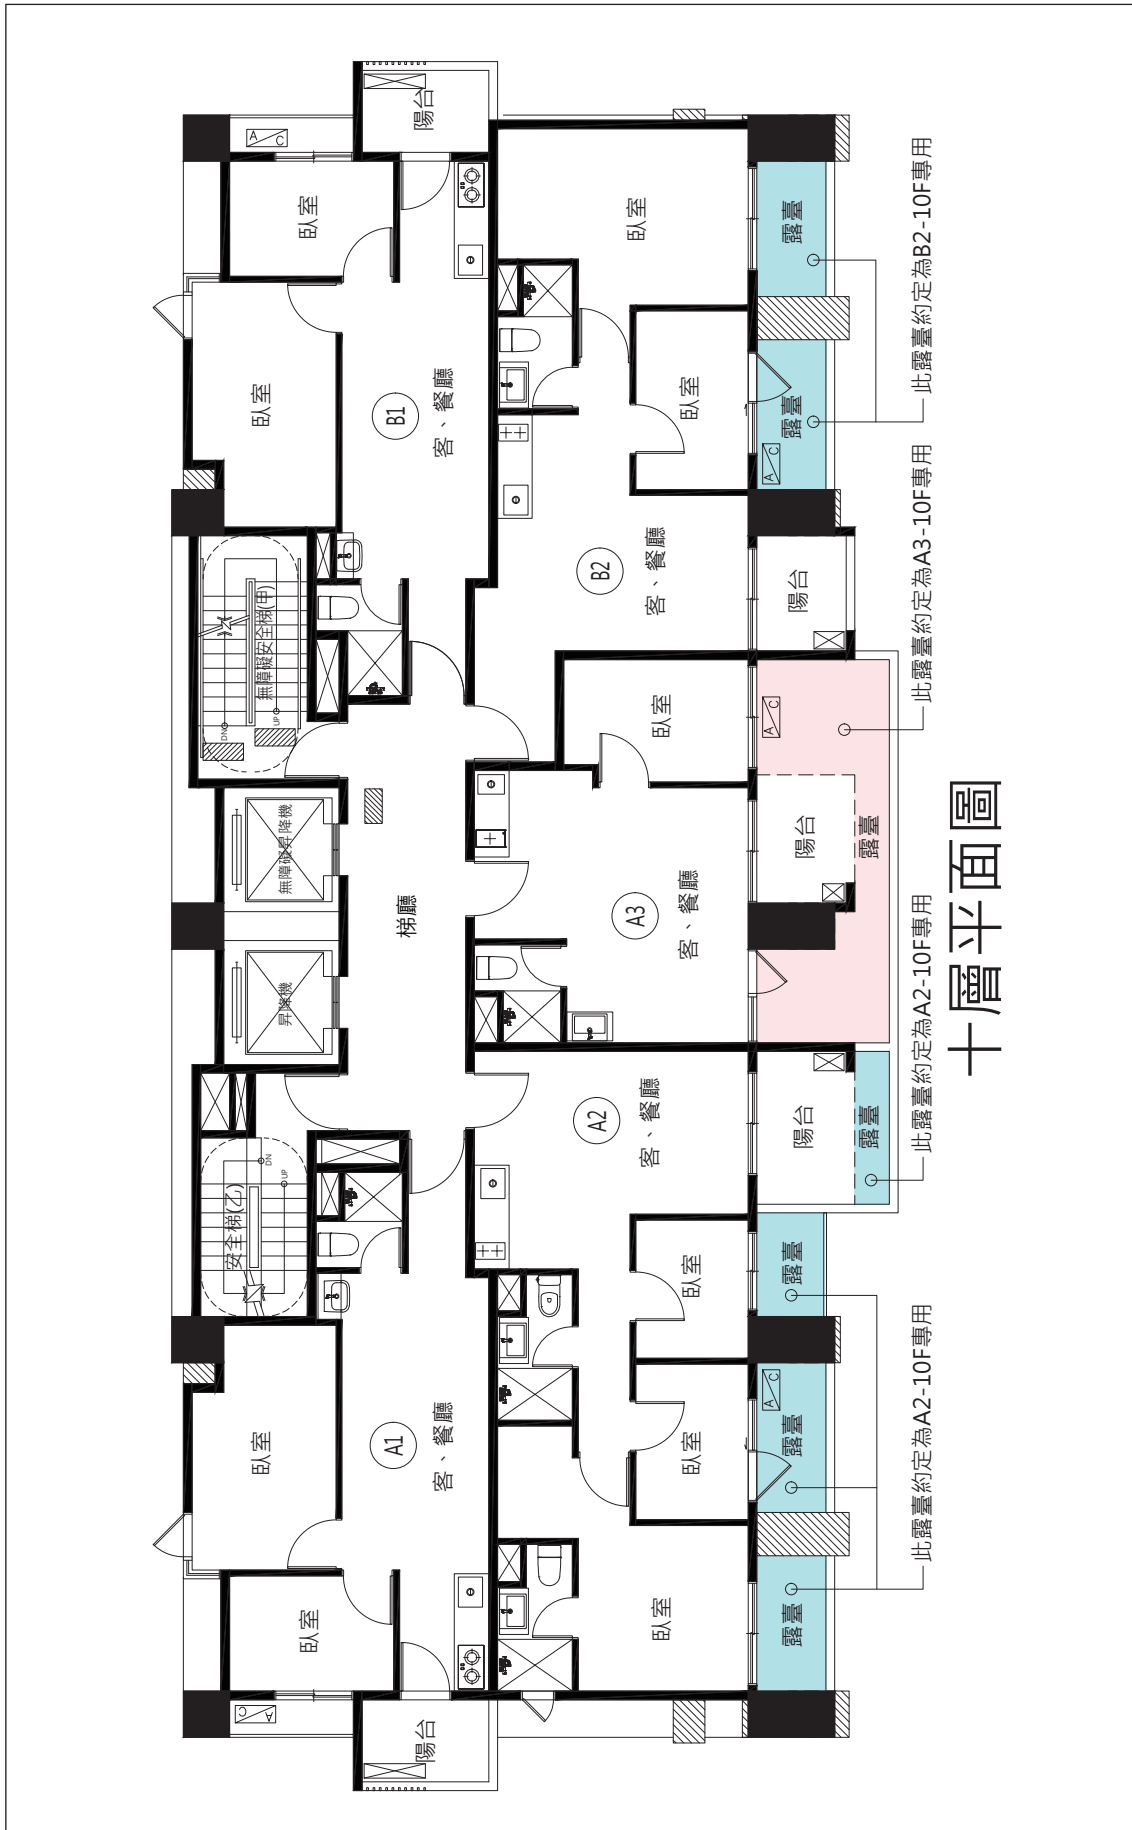 安全梯(乙)
DN
UP
DN
UP
無障礙安全梯(甲)
A/C
A/C
臥室
臥室
昇降機
無障礙昇降機
臥室
臥室
A1
梯廳
B1
陽台
陽台
客、餐廳
客、餐廳
A2
B2
A3
臥室
客、餐廳
客、餐廳
客、餐廳
臥室
臥室
臥室
臥室
臥室
A/C
A/C
A/C
露臺
露臺
露臺
陽台
陽台
陽台
露臺
露臺
露臺
露臺
此露臺約定為A2-10F專用
此露臺約定為A2-10F專用
此露臺約定為A3-10F專用
此露臺約定為B2-10F專用
十層平面圖